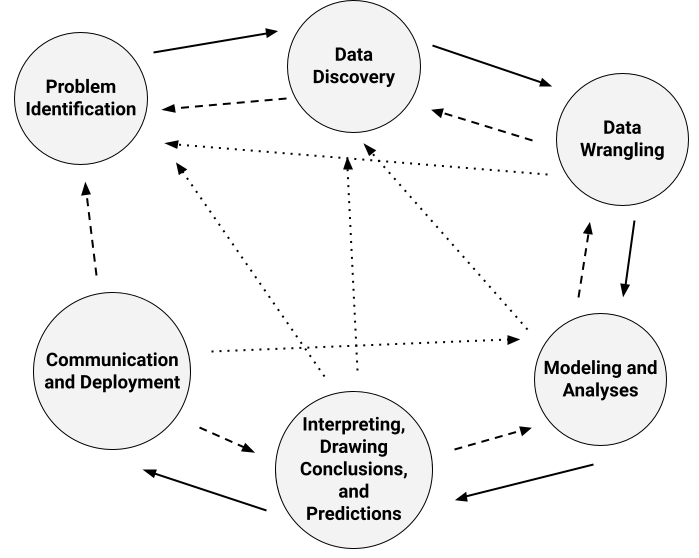 Problem
Identification
Data
Discovery
Data
Wrangling
Modeling and
Analyses
Interpreting,
Drawing
Conclusions,
and
Predictions
Communication
and Deployment